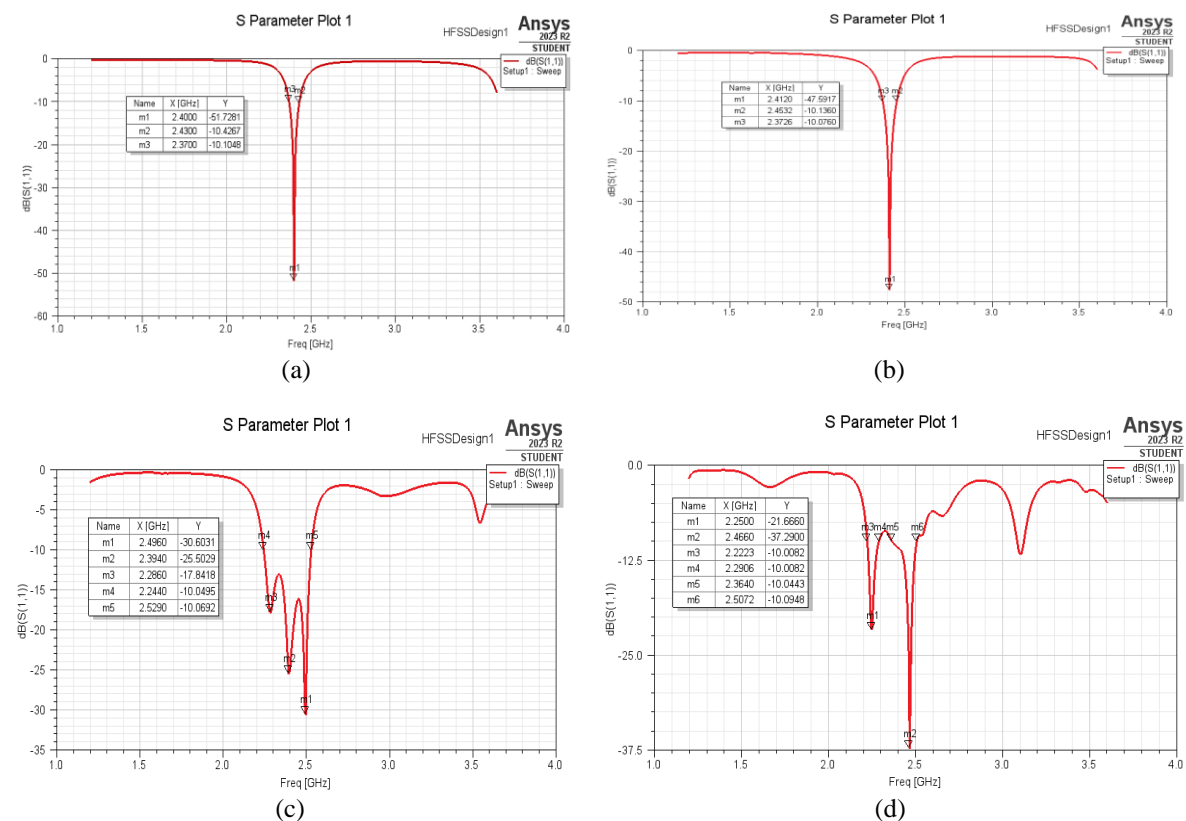 S Parameter Plot 1
HFSSDesign1
Ansys
2023 R2
STUDENT
dB(S(1,1))
Setup1 : Sweep
Name X [GHz] Y
m1 2.4000 -51.7281
m2 2.4300 -10.4267
m3 2.3700 -10.1048
m3 m2
m1
dB(S(1,1))
0
-10
-20
-30
-40
-50
-60
1.0 2.0 2.5 3.0 3.5 4.0
Freq [GHz]
(a)
S Parameter Plot 1
HFSSDesign1
Ansys
2023 R2
STUDENT
dB(S(1,1))
Setup1 : Sweep
Name X [GHz] Y
m1 2.4120 -47.5917
m2 2.4532 -10.1360
m3 2.3726 -10.0760
m3 m2
m1
dB(S(1,1))
0
-10
-20
-30
-40
-50
1.0 1.5 2.0 2.5 3.0 3.5 4.0
Freq [GHz]
(b)
S Parameter Plot 1
HFSSDesign1
Ansys
2023 R2
STUDENT
dB(S(1,1))
Setup1 : Sweep
Name X [GHz] Y
m1 2.4960 -30.6031
m2 2.3940 -25.5029
m3 2.2860 -17.8418
m4 2.2440 -10.0495
m5 2.5290 -10.0692
m4 m5
m3
m2
m1
dB(S(1,1))
0
-5
-10
-15
-20
-25
-30
-35
1.0 1.5 2.0 2.5 3.0 3.5 4.0
Freq [GHz]
(c)
S Parameter Plot 1
HFSSDesign1
Ansys
2023 R2
STUDENT
dB(S(1,1))
Setup1 : Sweep
Name X [GHz] Y
m1 2.2500 -21.6660
m2 2.4660 -37.2900
m3 2.2223 -10.0082
m4 2.2906 -10.0082
m5 2.3640 -10.0443
m6 2.5072 -10.0948
m3 m4 m5 m6
m1
m2
dB(S(1,1))
0.0
-12.5
-25.0
-37.5
1.0 1.5 2.0 2.5 3.0 3.5 4.0
Freq [GHz]
(d)